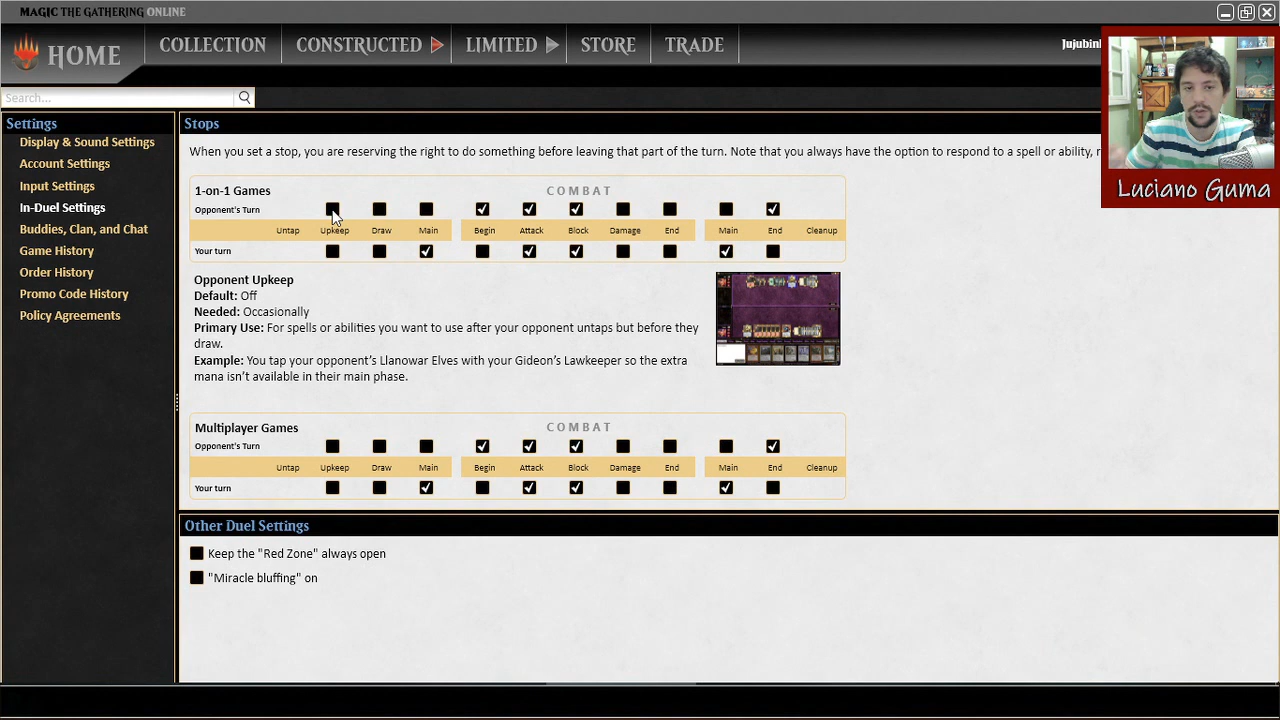 MAGIC THE GATHERING ONLINE
HOME
COLLECTION
CONSTRUCTED
LIMITED
STORE
TRADE
Search...
Settings
Display & Sound Settings
Account Settings
Input Settings
In-Duel Settings
Buddies, Clan, and Chat
Game History
Order History
Promo Code History
Policy Agreements
Stops
When you set a stop, you are reserving the right to do something before leaving that part of the turn. Note that you always have the option to respond to a spell or ability,
1-on-1 Games
COMBAT
Opponent's Turn
Untap Upkeep Draw Main Begin Attack Block Damage End Main End Cleanup
Your turn
Opponent Upkeep
Default: Off
Needed: Occasionally
Primary Use: For spells or abilities you want to use after your opponent untaps but before they
draw.
Example: You tap your opponent's Llanowar Elves with your Gideon's Lawkeeper so the extra
mana isn't available in their main phase.
Multiplayer Games
COMBAT
Opponent's Turn
Untap Upkeep Draw Main Begin Attack Block Damage End Main End Cleanup
Your turn
Other Duel Settings
Keep the "Red Zone" always open
"Miracle bluffing" on
Luciano Guma